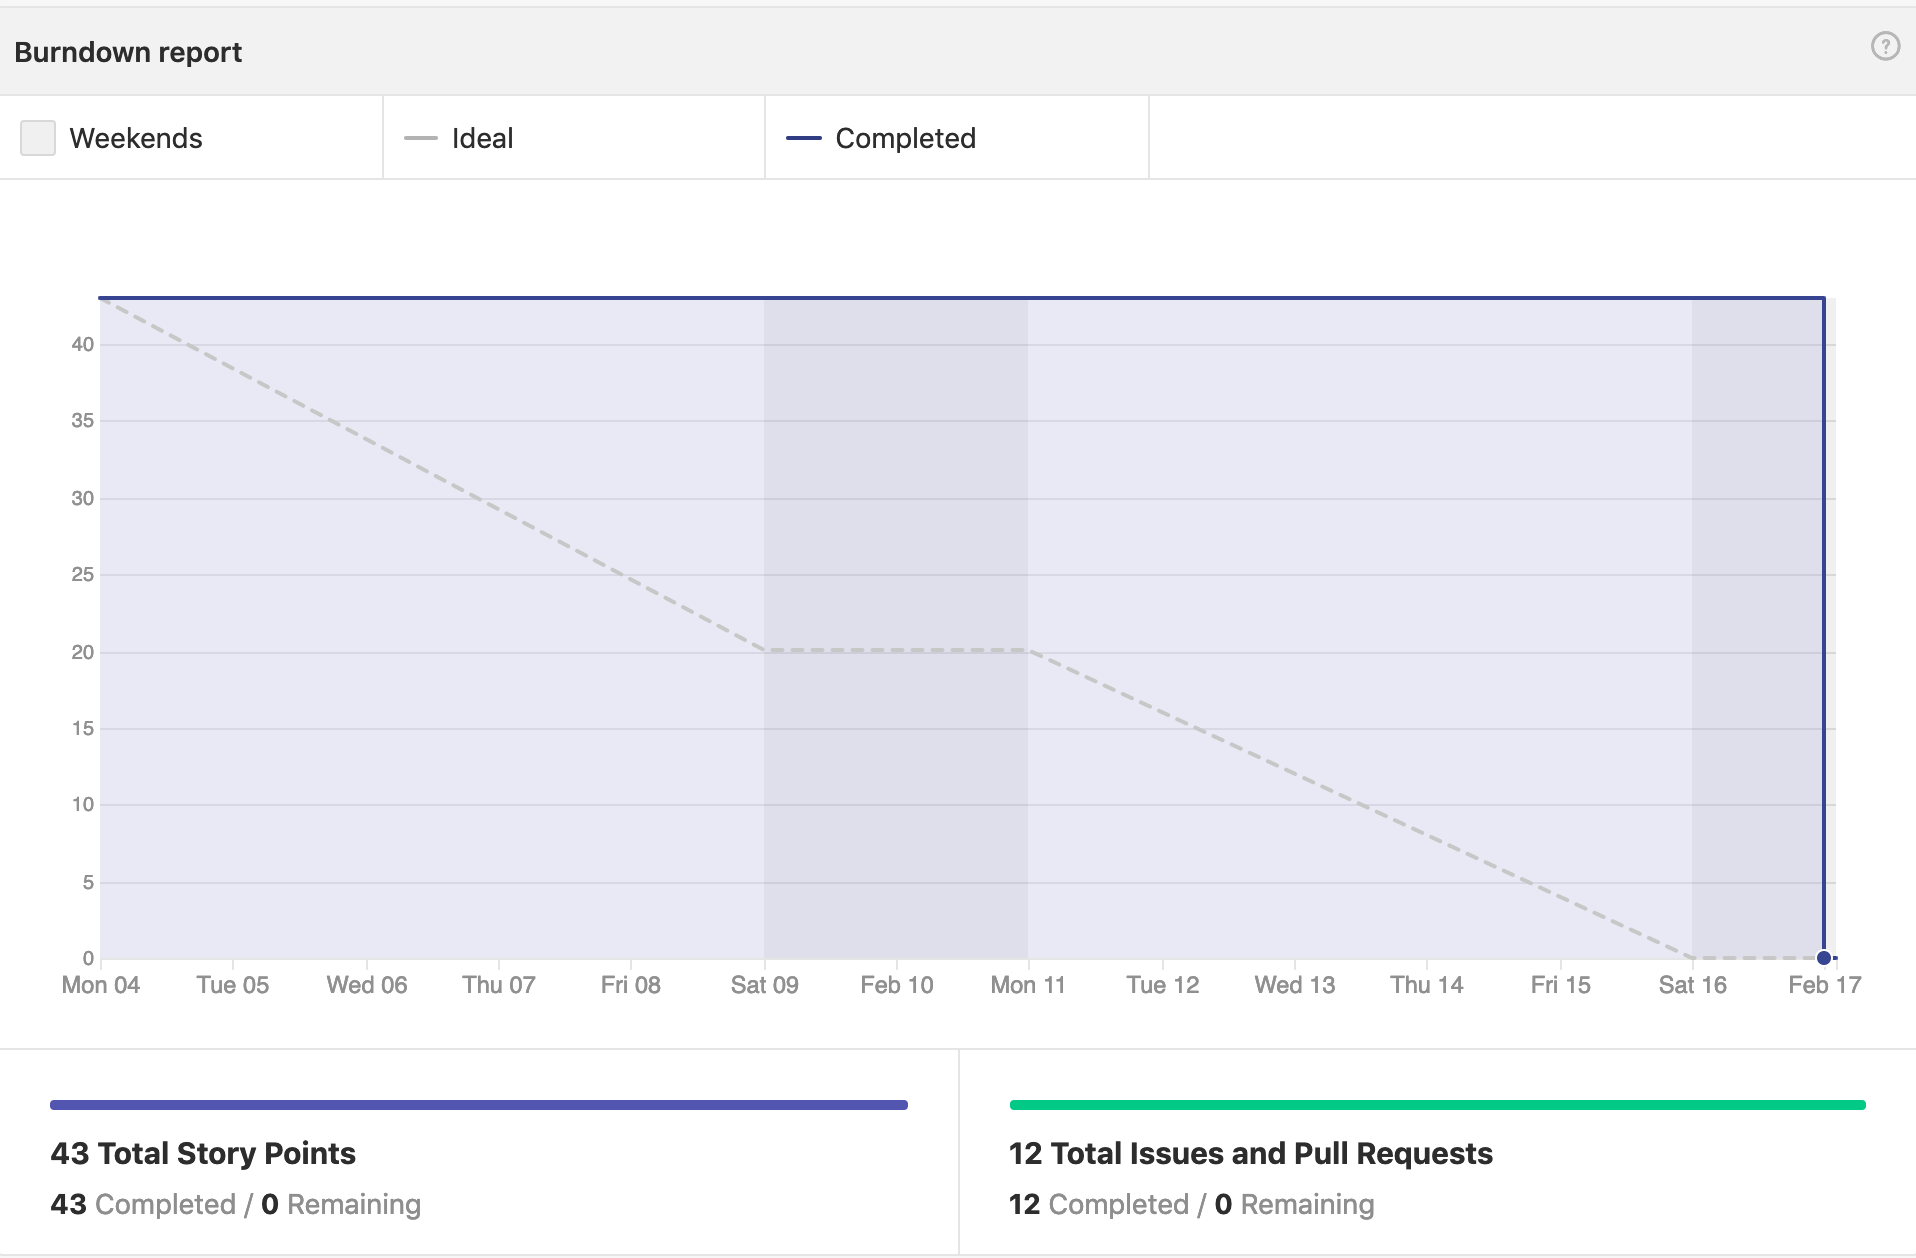 Burndown report
?
Weekends
Ideal
Completed
40
35
30
25
20
15
10
5
0
Mon 04 Tue 05 Wed 06 Thu 07 Fri 08 Sat 09 Feb 10 Mon 11 Tue 12 Wed 13 Thu 14 Fri 15 Sat 16 Feb 17
43 Total Story Points
43 Completed / 0 Remaining
12 Total Issues and Pull Requests
12 Completed / 0 Remaining